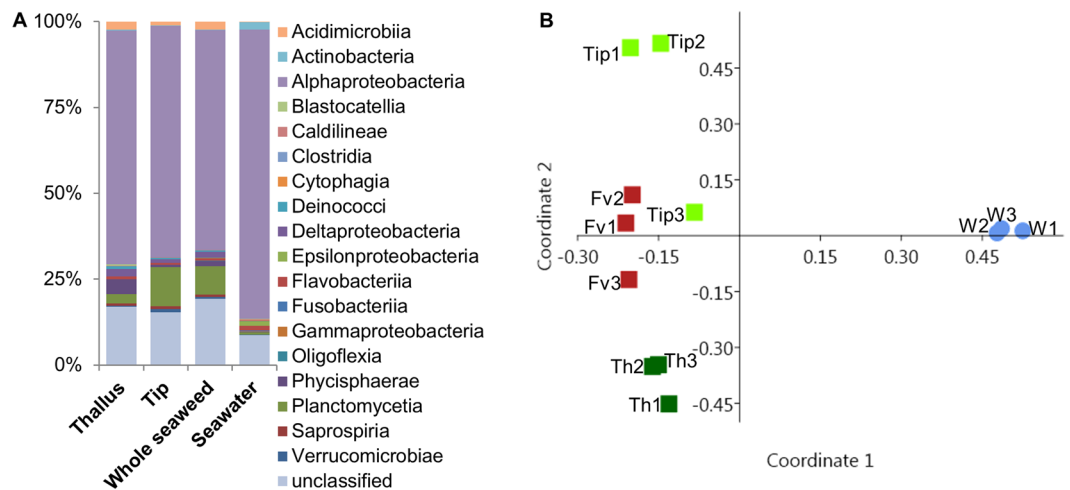 A
100%
75%
50%
25%
0%
Thallus
Tip
Whole seaweed
Seawater
Acidimicrobiia
Actinobacteria
Alphaproteobacteria
Blastocatellia
Caldilineae
Clostridia
Cytophagia
Deinococci
Deltaproteobacteria
Epsilonproteobacteria
Flavobacteriia
Fusobacteriia
Gammaproteobacteria
Oligoflexia
Phycisphaerae
Planctomycetia
Saprospiria
Verrucomicrobiae
unclassified
B
Tip1
Tip2
0.45
0.30
0.15
Fv2
Fv1
Tip3
W2
W3
W1
-0.30
-0.15
0.15
0.30
0.45
Fv3
-0.15
-0.30
Th2
Th3
Th1
-0.45
Coordinate 2
Coordinate 1